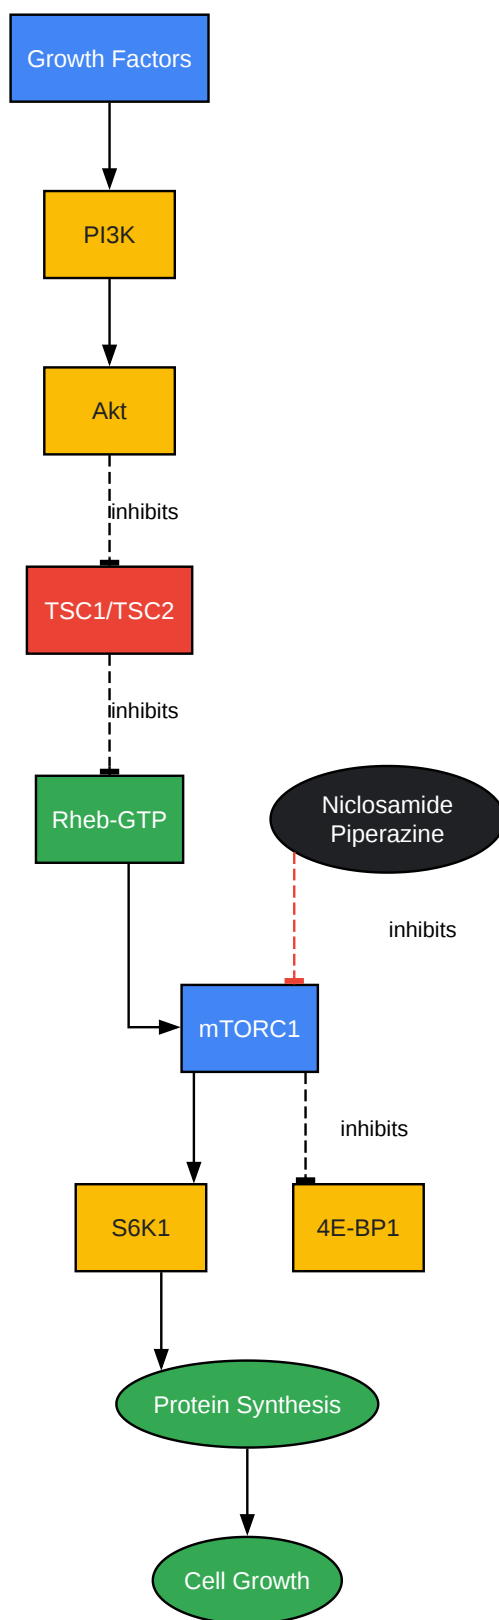 Growth Factors
PI3K
Akt
inhibits
TSC1/TSC2
inhibits
Rheb-GTP
Niclosamide
Piperazine
inhibits
mTORC1
inhibits
S6K1
4E-BP1
Protein Synthesis
Cell Growth